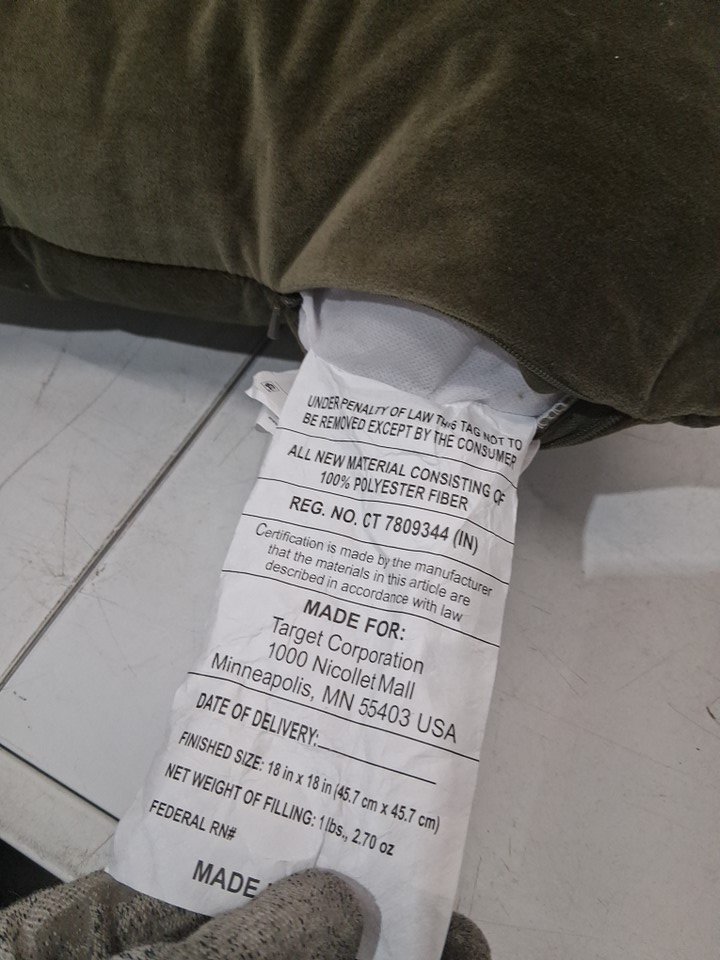 UNDER PENALTY OF LAW THIS TAG NOT TO
BE REMOVED EXCEPT BY THE CONSUMER
ALL NEW MATERIAL CONSISTING OF
100% POLYESTER FIBER
REG. NO. CT 7809344 (IN)
Certification is made by the manufacturer
that the materials in this article are
described in accordance with law
MADE FOR:
Target Corporation
1000 Nicollet Mall
Minneapolis, MN 55403 USA
DATE OF DELIVERY:
FINISHED SIZE: 18 in x 18 in (45.7 cm x 45.7 cm)
NET WEIGHT OF FILLING: 1 lbs., 2.70 oz
FEDERAL RN#
MADE